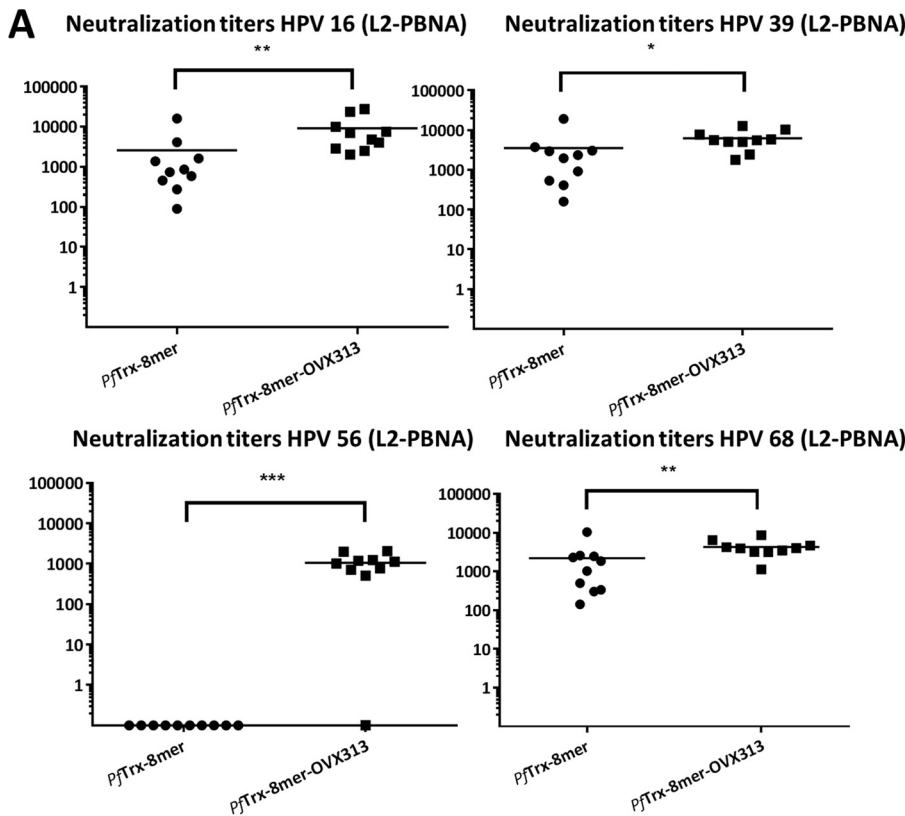 A
Neutralization titers HPV 16 (L2-PBNA)
**
100000
10000
1000
100
10
1
PfTrx-8mer
PfTrx-8mer-OVX313
Neutralization titers HPV 39 (L2-PBNA)
*
100000
10000
1000
100
10
1
PfTrx-8mer
PfTrx-8mer-OVX313
Neutralization titers HPV 56 (L2-PBNA)
***
100000
10000
1000
100
10
1
PfTrx-8mer
PfTrx-8mer-OVX313
Neutralization titers HPV 68 (L2-PBNA)
**
100000
10000
1000
100
10
1
PfTrx-8mer
PfTrx-8mer-OVX313